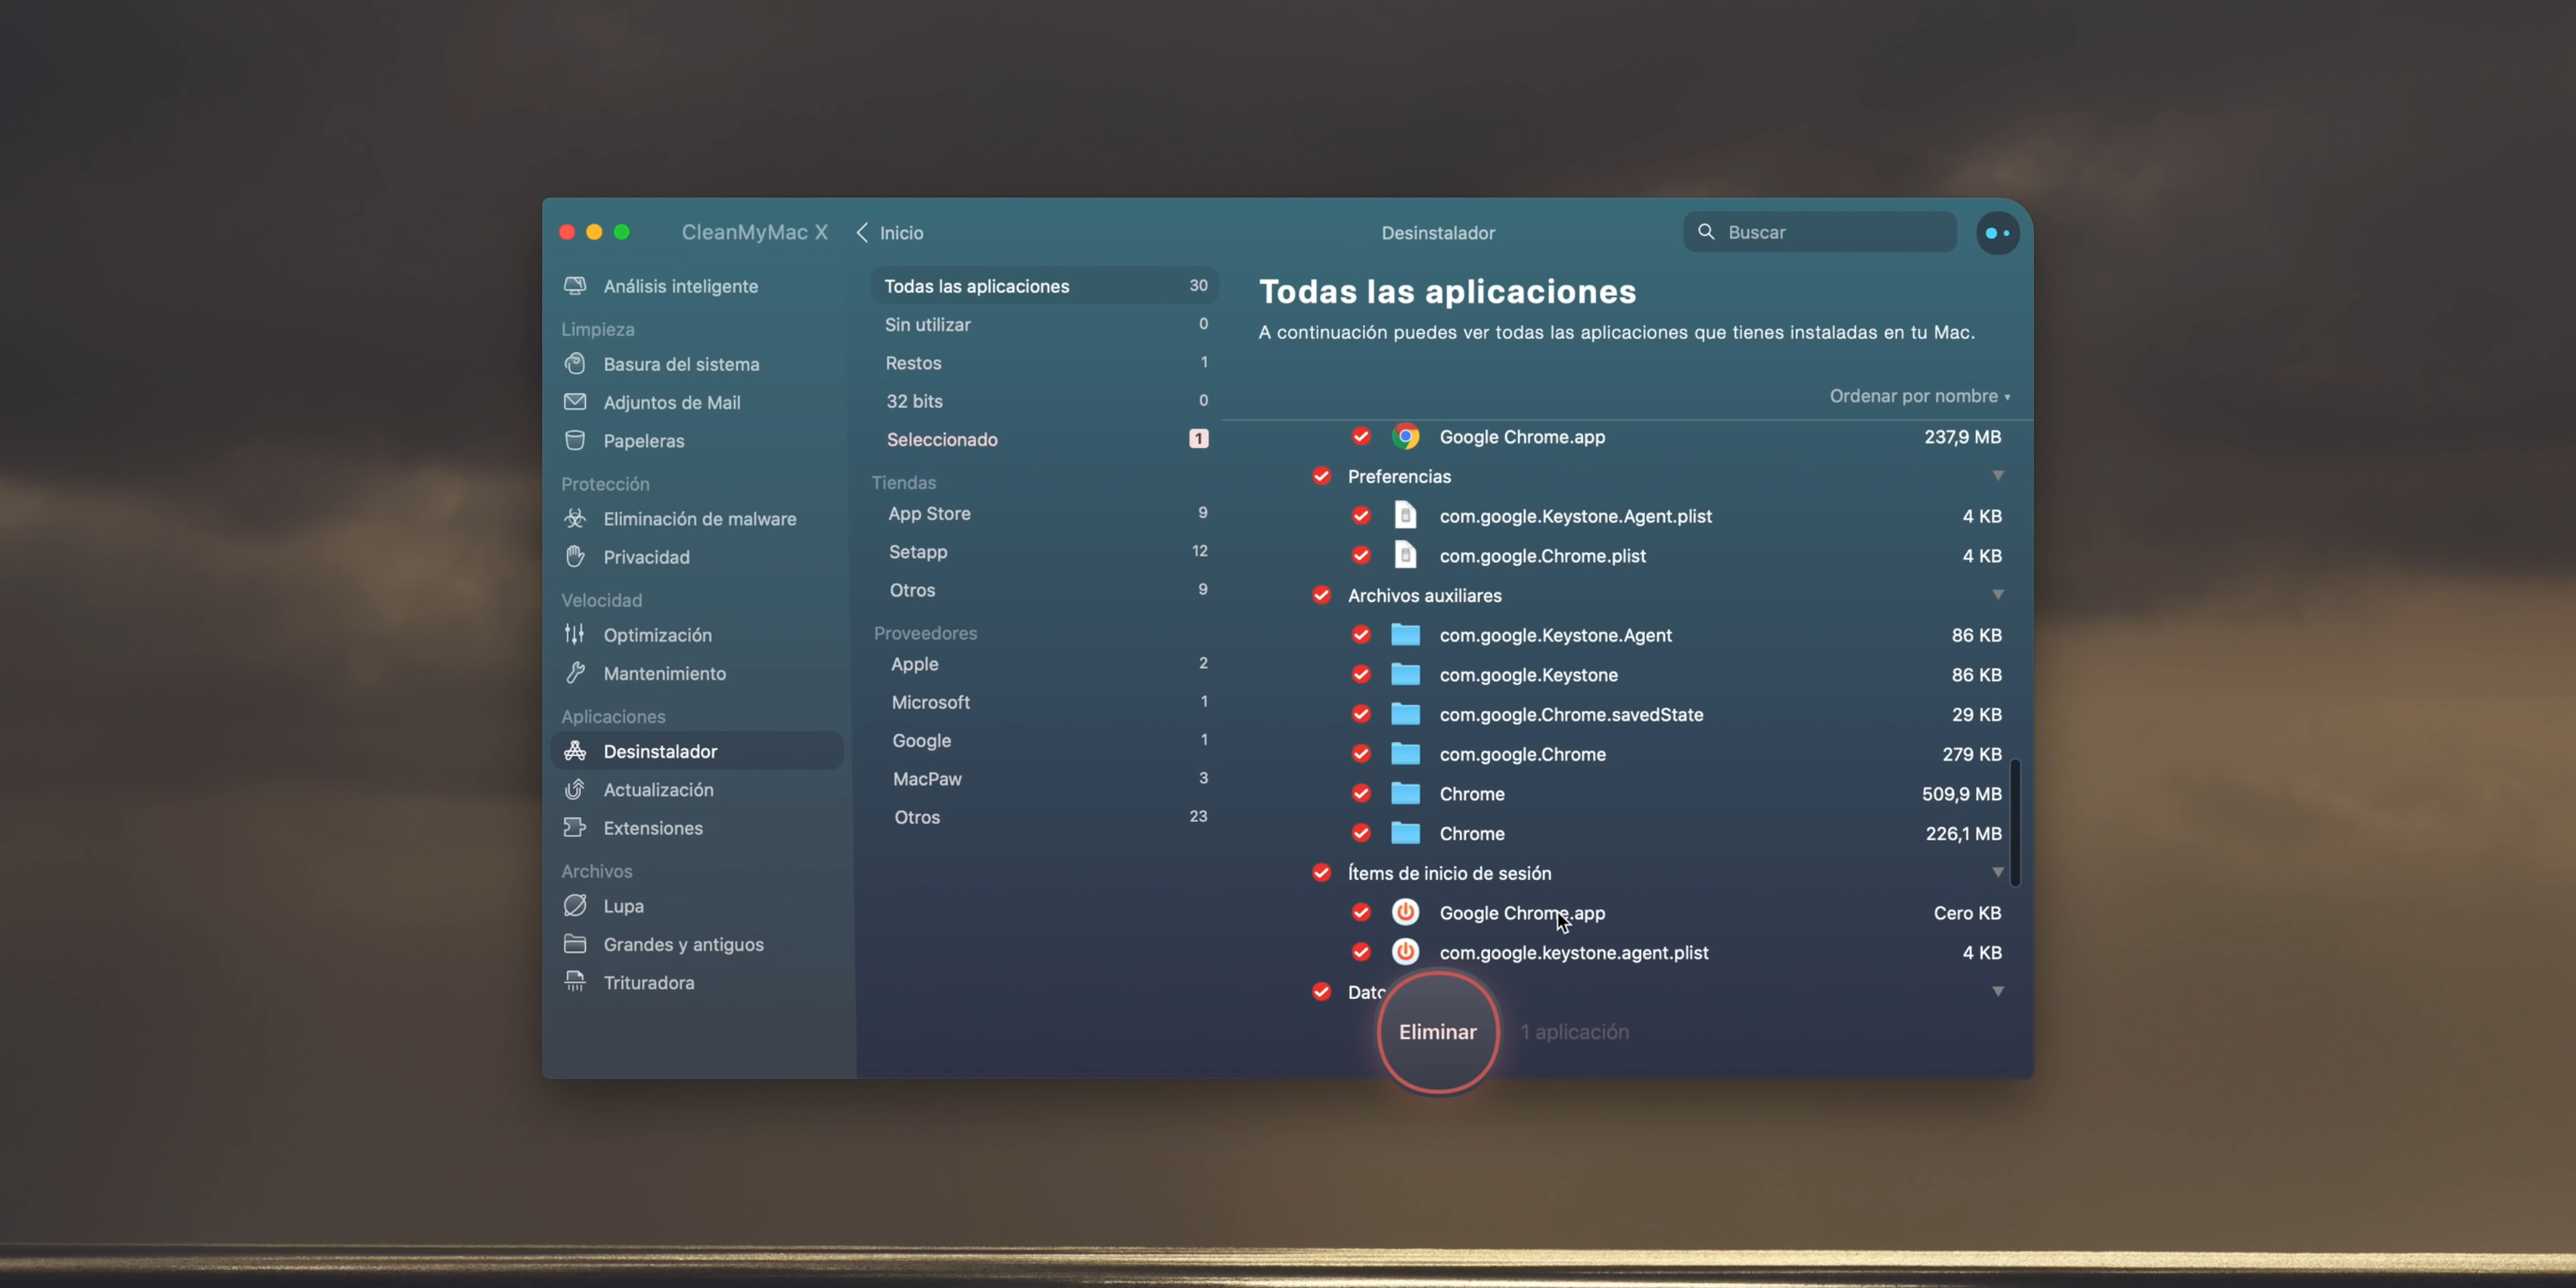 CleanMyMac X
Inicio
Desinstalador
Buscar
Análisis inteligente
Limpieza
Basura del sistema
Adjuntos de Mail
Papeleras
Protección
Eliminación de malware
Privacidad
Velocidad
Optimización
Mantenimiento
Aplicaciones
Desinstalador
Actualización
Extensiones
Archivos
Lupa
Grandes y antiguos
Trituradora
Todas las aplicaciones 30
Sin utilizar 0
Restos 1
32 bits 0
Seleccionado 1
Tiendas
App Store 9
Setapp 12
Otros 9
Proveedores
Apple 2
Microsoft 1
Google 1
MacPaw 3
Otros 23
Todas las aplicaciones
A continuación puedes ver todas las aplicaciones que tienes instaladas en tu Mac.
Ordenar por nombre
Google Chrome.app 237,9 MB
Preferencias
com.google.Keystone.Agent.plist 4 KB
com.google.Chrome.plist 4 KB
Archivos auxiliares
com.google.Keystone.Agent 86 KB
com.google.Keystone 86 KB
com.google.Chrome.savedState 29 KB
com.google.Chrome 279 KB
Chrome 509,9 MB
Chrome 226,1 MB
Ítems de inicio de sesión
Google Chrome.app Cero KB
com.google.keystone.agent.plist 4 KB
Eliminar
1 aplicación